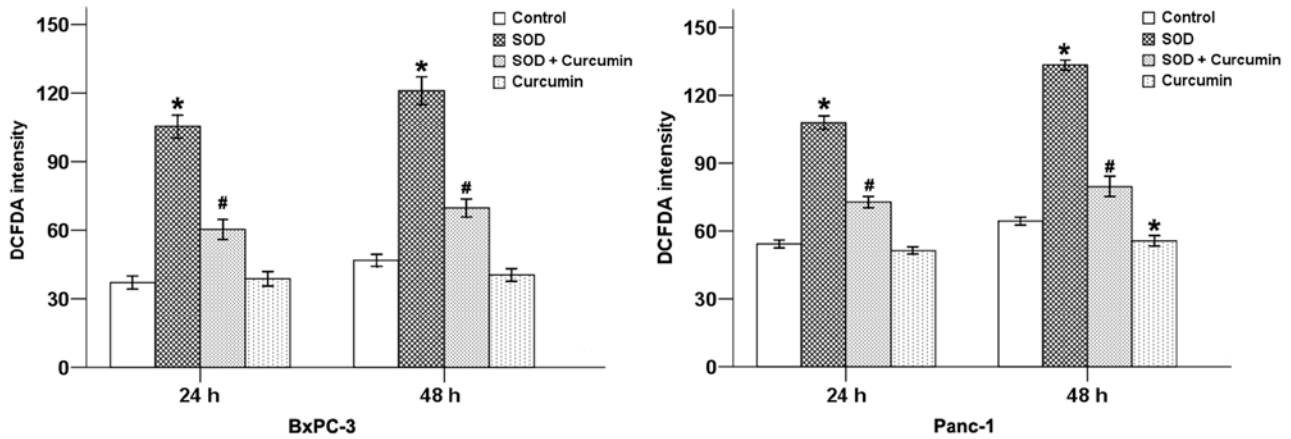 DCFDA intensity
150
120
90
60
30
0
Control
SOD
SOD + Curcumin
Curcumin
*
#
*
#
24 h
48 h
BxPC-3
DCFDA intensity
150
120
90
60
30
0
Control
SOD
SOD + Curcumin
Curcumin
*
#
*
#
*
24 h
48 h
Panc-1